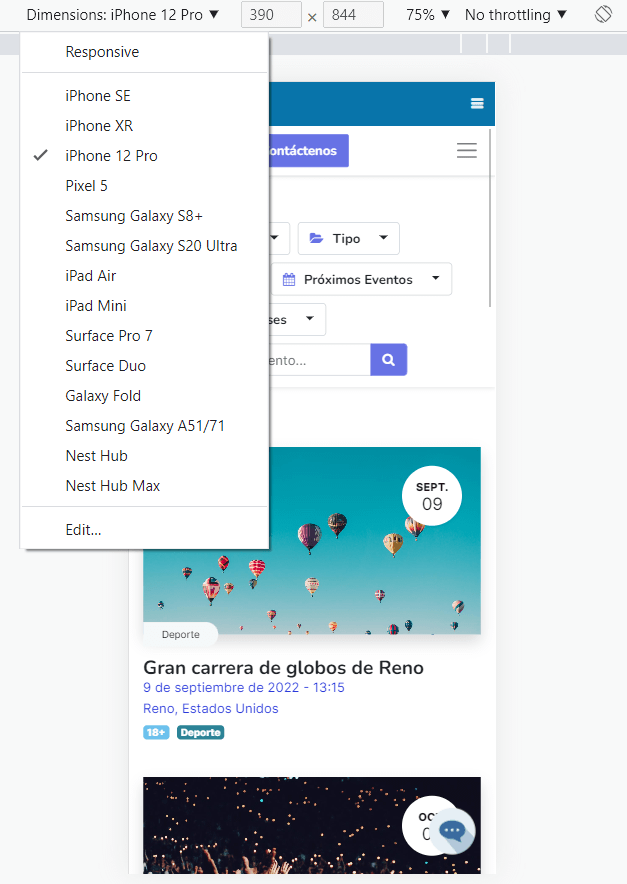 Dimensions: iPhone 12 Pro ▼ 390 × 844 75% ▼ No throttling ▼
Responsive
iPhone SE
iPhone XR
iPhone 12 Pro
Pixel 5
Samsung Galaxy S8+
Samsung Galaxy S20 Ultra
iPad Air
iPad Mini
Surface Pro 7
Surface Duo
Galaxy Fold
Samsung Galaxy A51/71
Nest Hub
Nest Hub Max
Edit...
ontáctenos
Tipo
Próximos Eventos
ses
ento...
SEPT.
09
Deporte
Gran carrera de globos de Reno
9 de septiembre de 2022 - 13:15
Reno, Estados Unidos
18+ Deporte